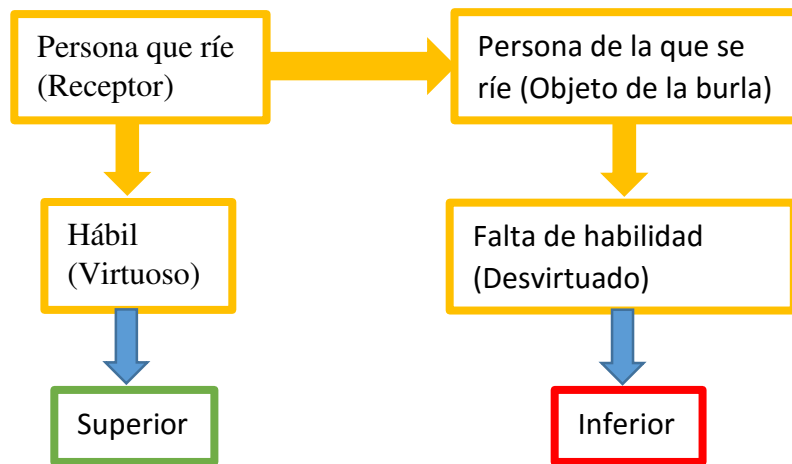 Persona que ríe
(Receptor)
Persona de la que se
ríe (Objeto de la burla)
Hábil
(Virtuoso)
Falta de habilidad
(Desvirtuado)
Superior
Inferior